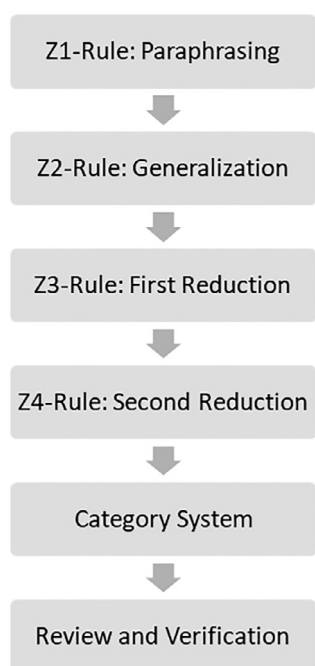 Z1-Rule: Paraphrasing
Z2-Rule: Generalization
Z3-Rule: First Reduction
Z4-Rule: Second Reduction
Category System
Review and Verification